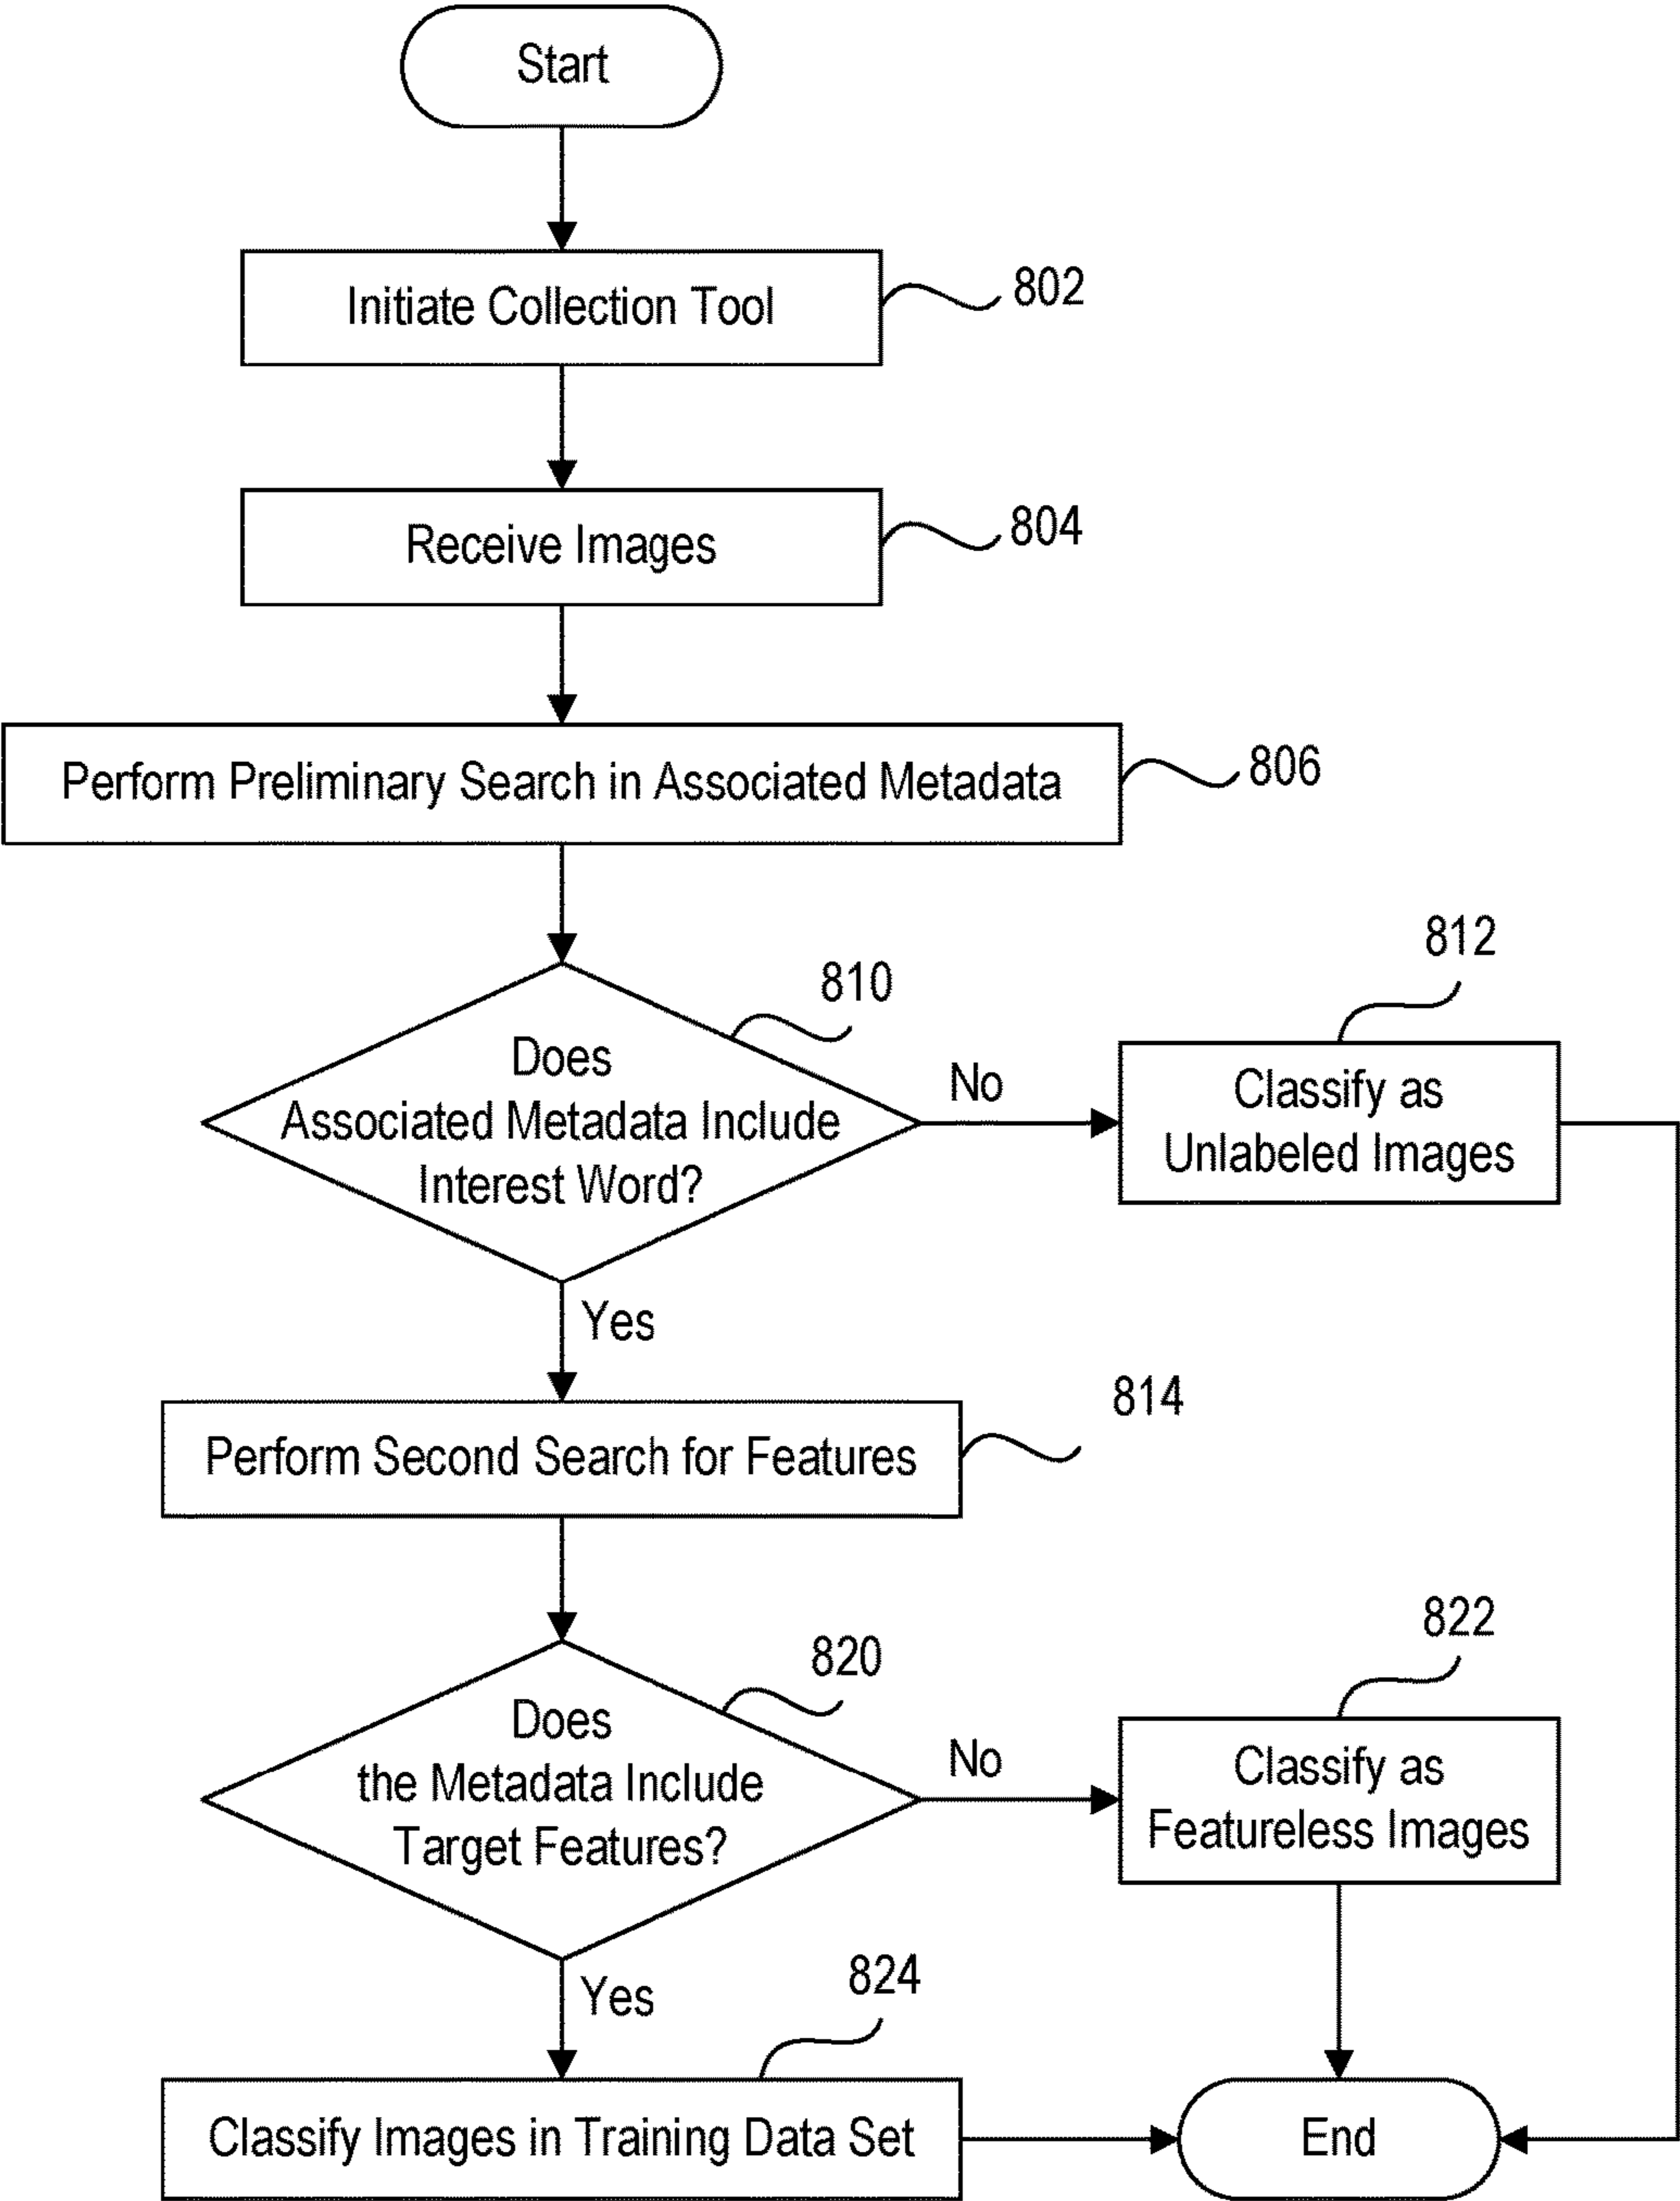 Start
Initiate Collection Tool
802
Receive Images
804
Perform Preliminary Search in Associated Metadata
806
810
Does
Associated Metadata Include
Interest Word?
No
812
Classify as
Unlabeled Images
Yes
814
Perform Second Search for Features
820
Does
the Metadata Include
Target Features?
No
822
Classify as
Featureless Images
Yes
824
Classify Images in Training Data Set
End